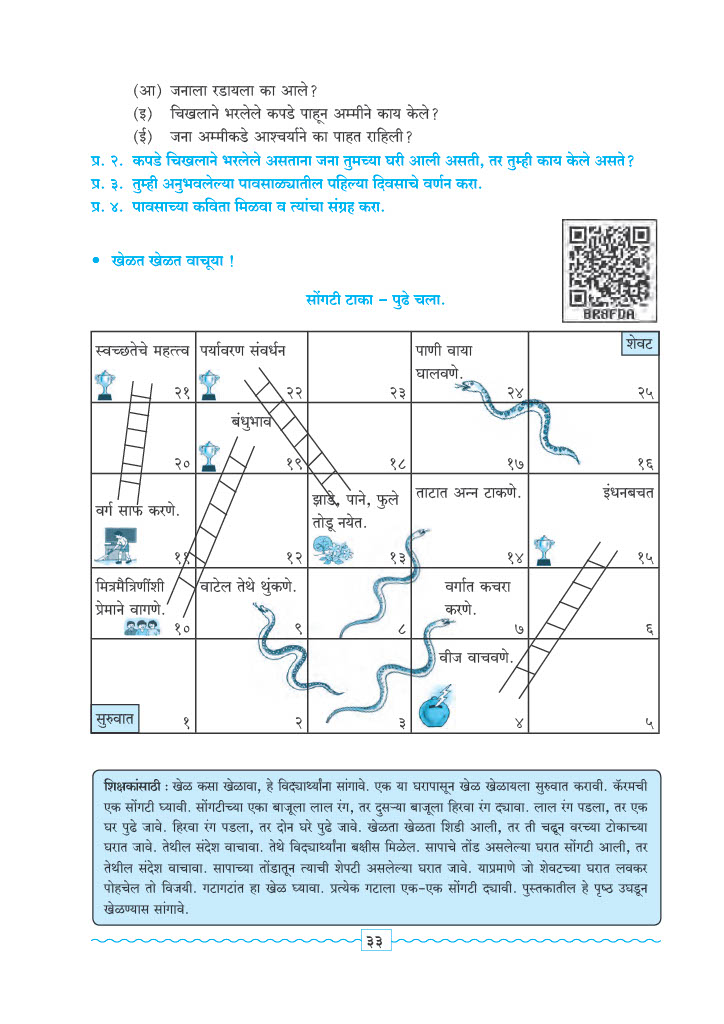 (आ) जनाला रडायला का आले?
(इ) चिखलाने भरलेले कपडे पाहून अम्मीने काय केले?
(ई) जना अम्मीकडे आश्चर्याने का पाहत राहिली?
प्र. २. कपडे चिखलाने भरलेले असताना जना तुमच्या घरी आली असती, तर तुम्ही काय केले असते?
प्र. ३. तुम्ही अनुभवलेल्या पावसाळ्यातील पहिल्या दिवसाचे वर्णन करा.
प्र. ४. पावसाच्या कविता मिळवा व त्यांचा संग्रह करा.
• खेळत खेळत वाचूया !
8R8FDA
सोंगटी टाका – पुढे चला.
स्वच्छतेचे महत्त्व
२१
पर्यावरण संवर्धन
२२
२३
पाणी वाया
घालवणे.
२४
शेवट
२५
२०
बंधुभाव
१९
१८
१७
१६
वर्ग साफ करणे.
११
१२
झाडे, पाने, फुले
तोडू नयेत.
१३
ताटात अन्न टाकणे.
१४
इंधनबचत
१५
मित्रमैत्रिणींशी
प्रेमाने वागणे.
१०
वाटेल तेथे थुंकणे.
९
८
वर्गात कचरा
करणे.
७
६
सुरुवात
१
२
३
वीज वाचवणे.
४
५
शिक्षकांसाठी : खेळ कसा खेळावा, हे विद्यार्थ्यांना सांगावे. एक या घरापासून खेळ खेळायला सुरुवात करावी. कॅरमची
एक सोंगटी घ्यावी. सोंगटीच्या एका बाजूला लाल रंग, तर दुसऱ्या बाजूला हिरवा रंग द्यावा. लाल रंग पडला, तर एक
घर पुढे जावे. हिरवा रंग पडला, तर दोन घरे पुढे जावी. खेळता खेळता शिडी आली, तर ती चढून वरच्या टोकाच्या
घरात जावे. तेथील संदेश वाचावा. तेथे विद्यार्थ्यांना बक्षीस मिळेल. सापाचे तोंड असलेल्या घरात सोंगटी आली, तर
तेथील संदेश वाचावा. सापाच्या तोंडातून त्याची शेपटी असलेल्या घरात जावे. याप्रमाणे जो शेवटच्या घरात लवकर
पोहचेल तो विजयी. गटागटांत हा खेळ घ्यावा. प्रत्येक गटाला एक-एक सोंगटी द्यावी. पुस्तकातील हे पृष्ठ उघडून
खेळण्यास सांगावे.
३३